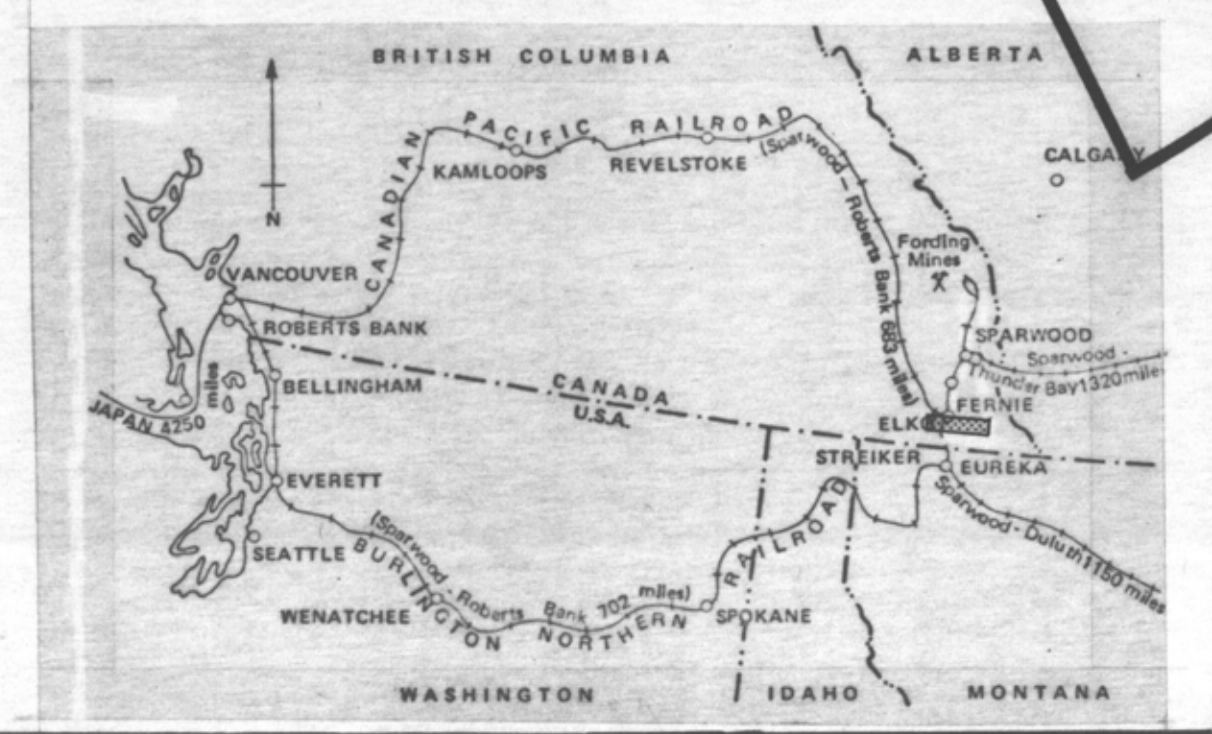 BRITISH COLUMBIA
ALBERTA
CANADIAN PACIFIC RAILROAD
(Sparwood - Roberts Bank 683 miles)
KAMLOOPS
REVELSTOKE
CALGARY
N
Fording
Mines
VANCOUVER
ROBERTS BANK
SPARWOOD
Sparwood -
Thunder Bay 1320 miles
BELLINGHAM
JAPAN 4250 miles
CANADA
U.S.A.
FERNIE
ELKO
STREIKER
EUREKA
EVERETT
SEATTLE
Sparwood - Duluth 1150 miles
(Sparwood - Roberts Bank 702 miles)
BURLINGTON NORTHERN RAILROAD
WENATCHEE
SPOKANE
WASHINGTON
IDAHO
MONTANA